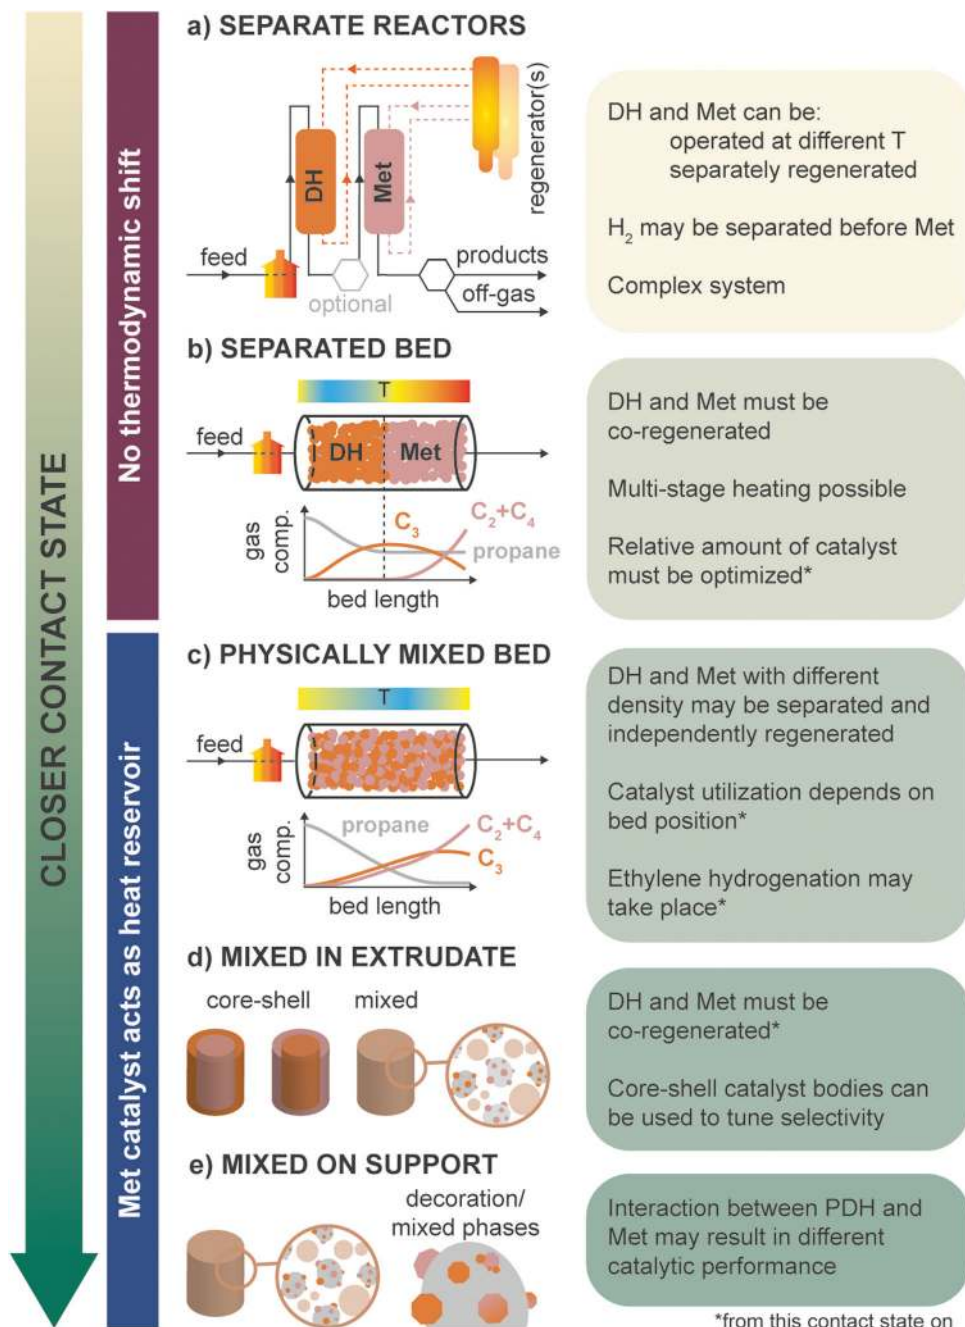 CLOSER CONTACT STATE
No thermodynamic shift
Met catalyst acts as heat reservoir
a) SEPARATE REACTORS
DH
Met
regenerator(s)
feed
optional
products
off-gas
DH and Met can be:
operated at different T
separately regenerated
H₂ may be separated before Met
Complex system
b) SEPARATED BED
T
feed
DH
Met
gas
comp.
C₃
C₂+C₄
propane
bed length
DH and Met must be
co-regenerated
Multi-stage heating possible
Relative amount of catalyst
must be optimized*
c) PHYSICALLY MIXED BED
T
feed
gas
comp.
propane
C₂+C₄
C₃
bed length
DH and Met with different
density may be separated and
independently regenerated
Catalyst utilization depends on
bed position*
Ethylene hydrogenation may
take place*
d) MIXED IN EXTRUDATE
core-shell
mixed
DH and Met must be
co-regenerated*
Core-shell catalyst bodies can
be used to tune selectivity
e) MIXED ON SUPPORT
decoration/
mixed phases
Interaction between PDH and
Met may result in different
catalytic performance
*from this contact state on